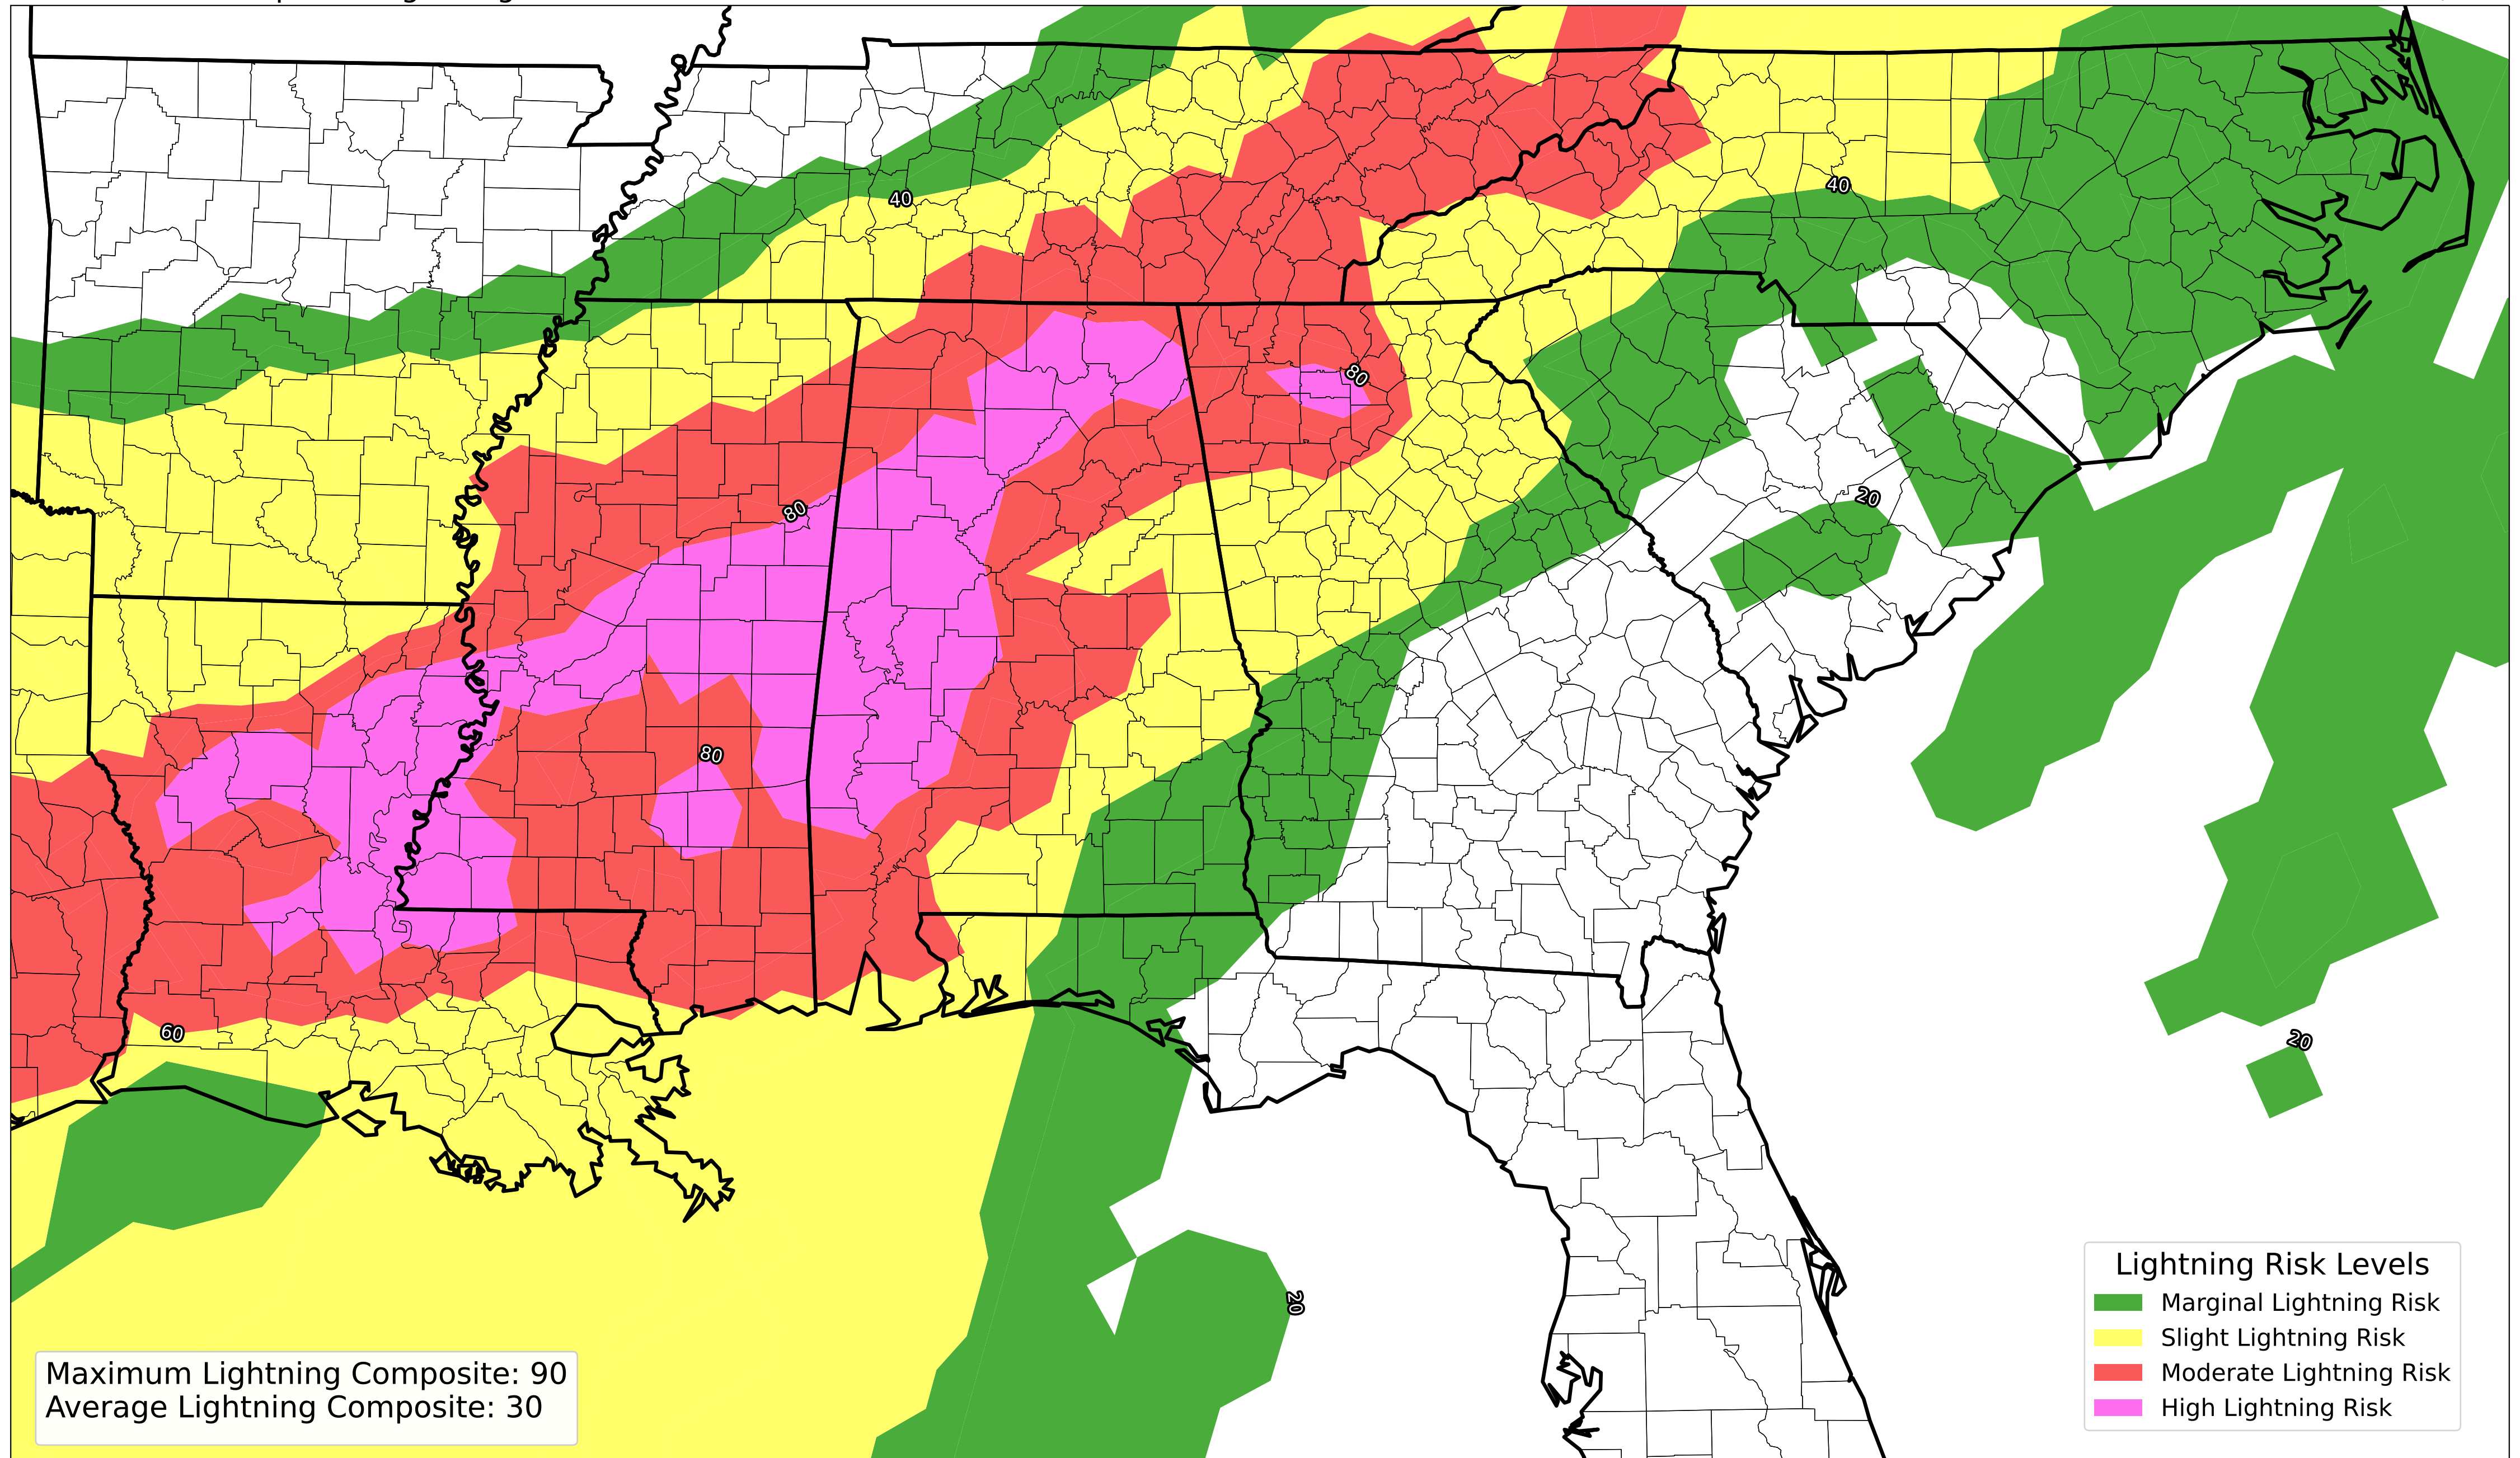 40
40
80
80
20
80
60
20
20
Lightning Risk Levels
Marginal Lightning Risk
Slight Lightning Risk
Moderate Lightning Risk
High Lightning Risk
Maximum Lightning Composite: 90
Average Lightning Composite: 30